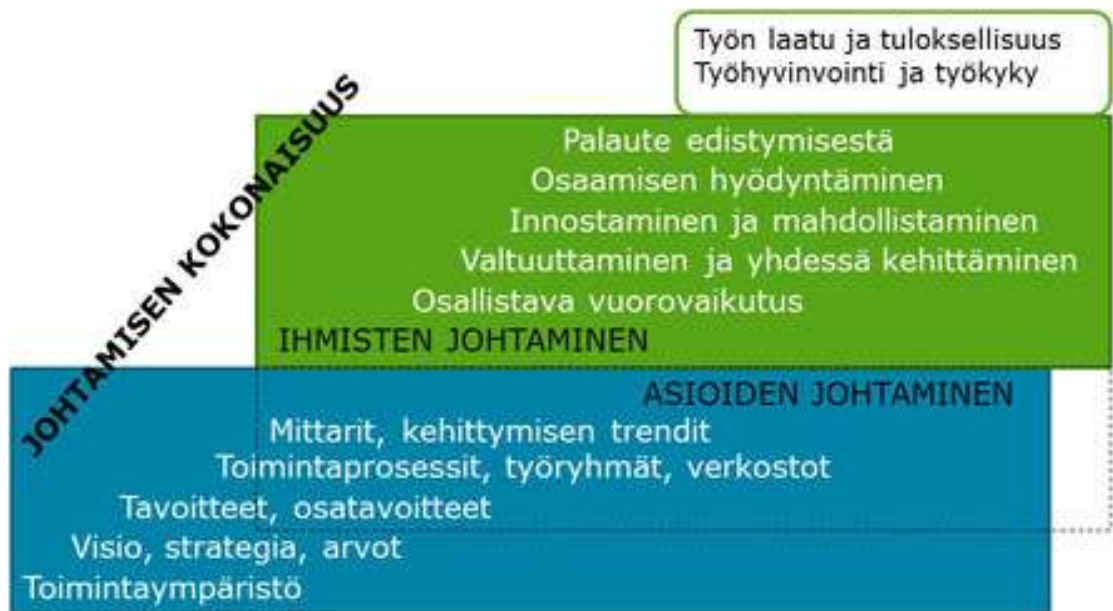 Työn laatu ja tuloksellisuus
Työhyvinvointi ja työkyky
JOHTAMISEN KOKONAISUUS
Palaute edistymisestä
Osaamisen hyödyntäminen
Innostaminen ja mahdollistaminen
Valtuuttaminen ja yhdessä kehittäminen
Osallistava vuorovaikutus
IHMISTEN JOHTAMINEN
ASIOIDEN JOHTAMINEN
Mittarit, kehittymisen trendit
Toimintaprosessit, työryhmät, verkostot
Tavoitteet, osatavoitteet
Visio, strategia, arvot
Toimintaympäristö